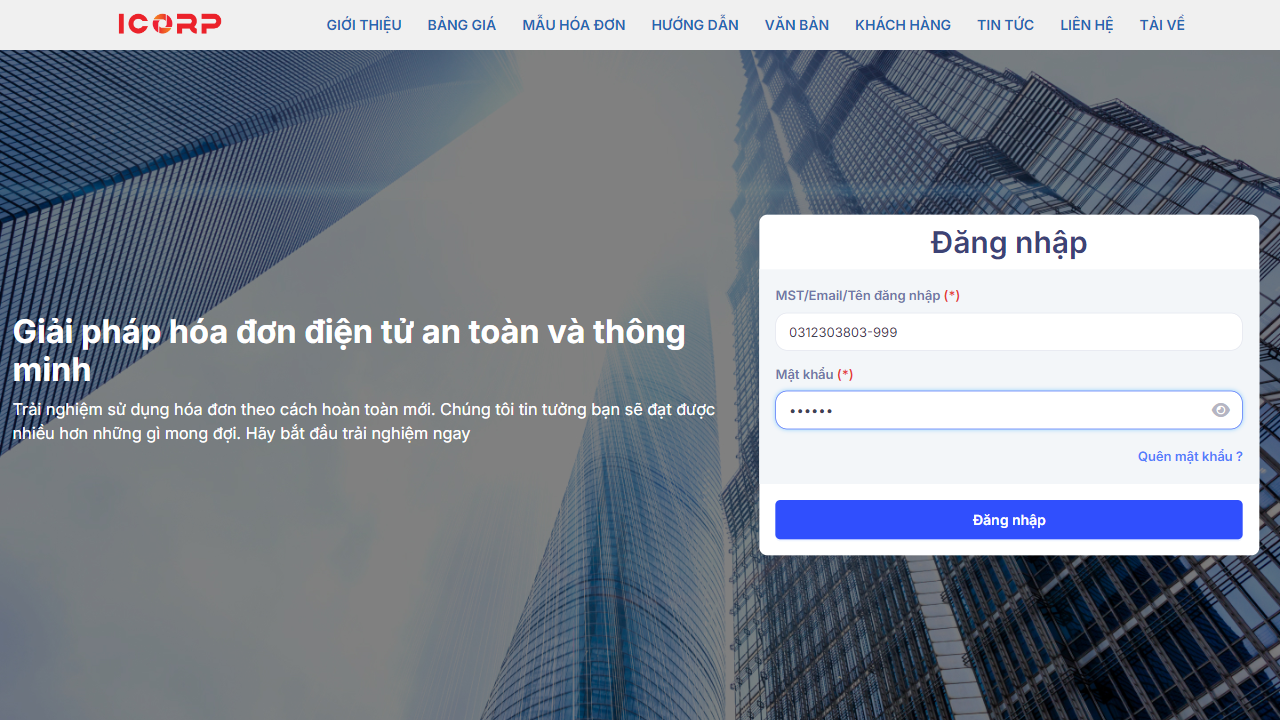 ICORP
GIỚI THIỆU
BẢNG GIÁ
MẪU HÓA ĐƠN
HƯỚNG DẪN
VĂN BẢN
KHÁCH HÀNG
TIN TỨC
LIÊN HỆ
TẢI VỀ
Giải pháp hóa đơn điện tử an toàn và thông
minh
Trải nghiệm sử dụng hóa đơn theo cách hoàn toàn mới. Chúng tôi tin tưởng bạn sẽ đạt được
nhiều hơn những gì mong đợi. Hãy bắt đầu trải nghiệm ngay
Đăng nhập
MST/Email/Tên đăng nhập (*)
0312303803-999
Mật khẩu (*)
••••••
Quên mật khẩu ?
Đăng nhập